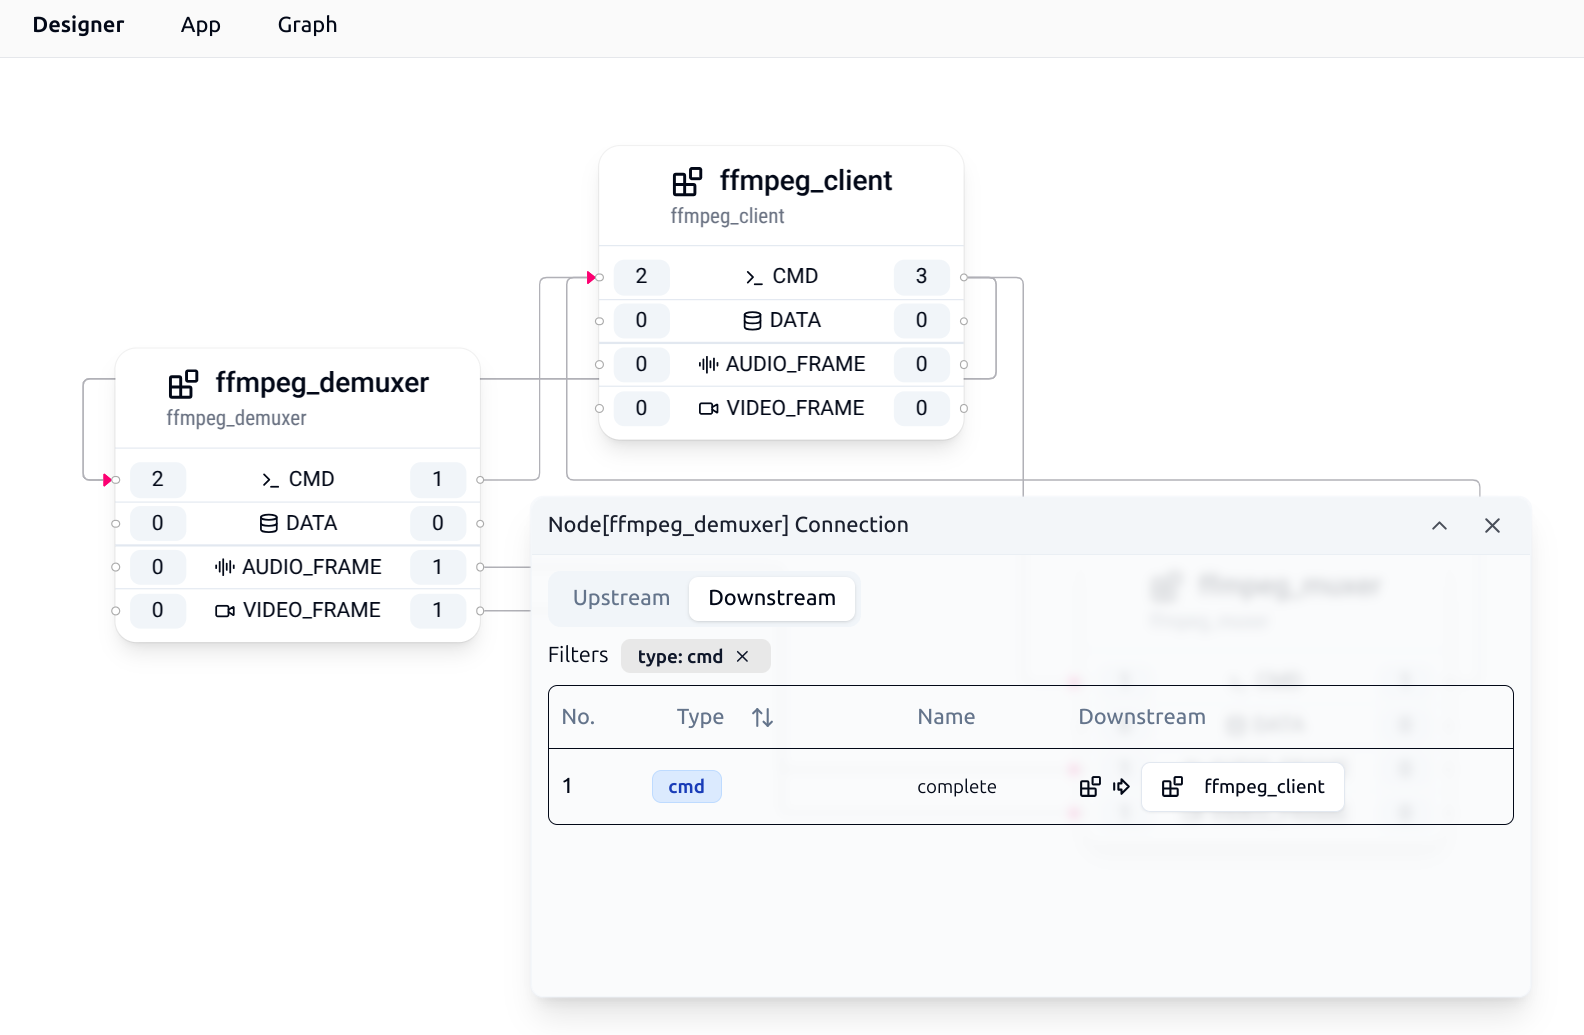 Designer App Graph
ffmpeg_client
ffmpeg_client
2 CMD 3
0 DATA 0
0 AUDIO_FRAME 0
0 VIDEO_FRAME 0
ffmpeg_demuxer
ffmpeg_demuxer
2 CMD 1
0 DATA 0
0 AUDIO_FRAME 1
0 VIDEO_FRAME 1
Node[ffmpeg_demuxer] Connection
Upstream Downstream
Filters type: cmd
No. Type Name Downstream
1 cmd complete ffmpeg_client